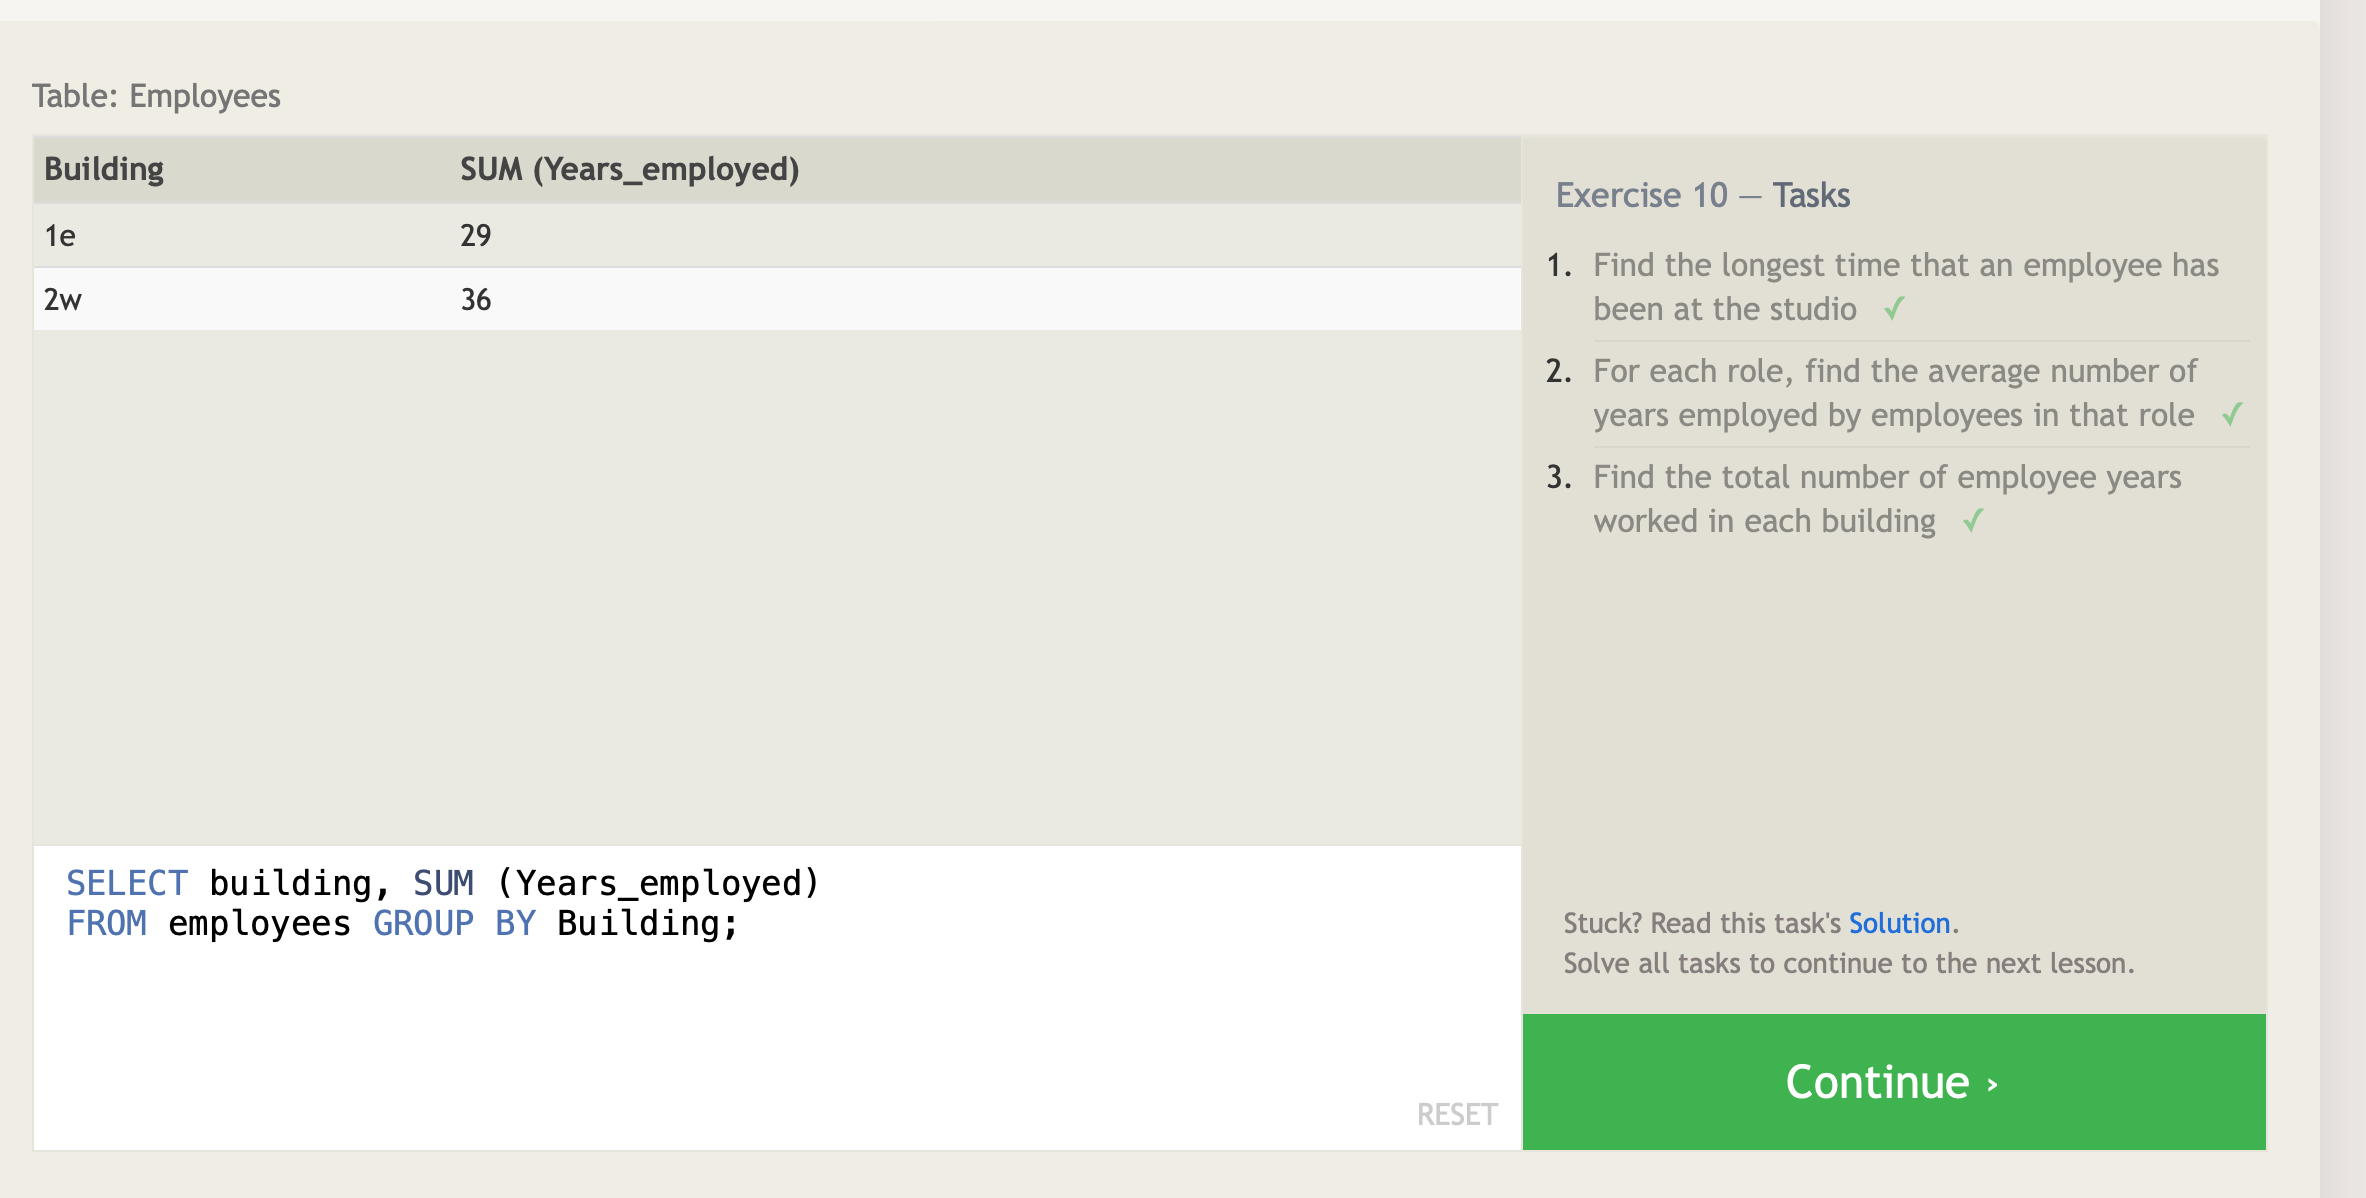 Table: Employees
Building SUM (Years_employed)
1e 29
2w 36
SELECT building, SUM (Years_employed)
FROM employees GROUP BY Building;
RESET
Exercise 10 — Tasks
1. Find the longest time that an employee has
been at the studio ✓
2. For each role, find the average number of
years employed by employees in that role ✓
3. Find the total number of employee years
worked in each building ✓
Stuck? Read this task's Solution.
Solve all tasks to continue to the next lesson.
Continue ›